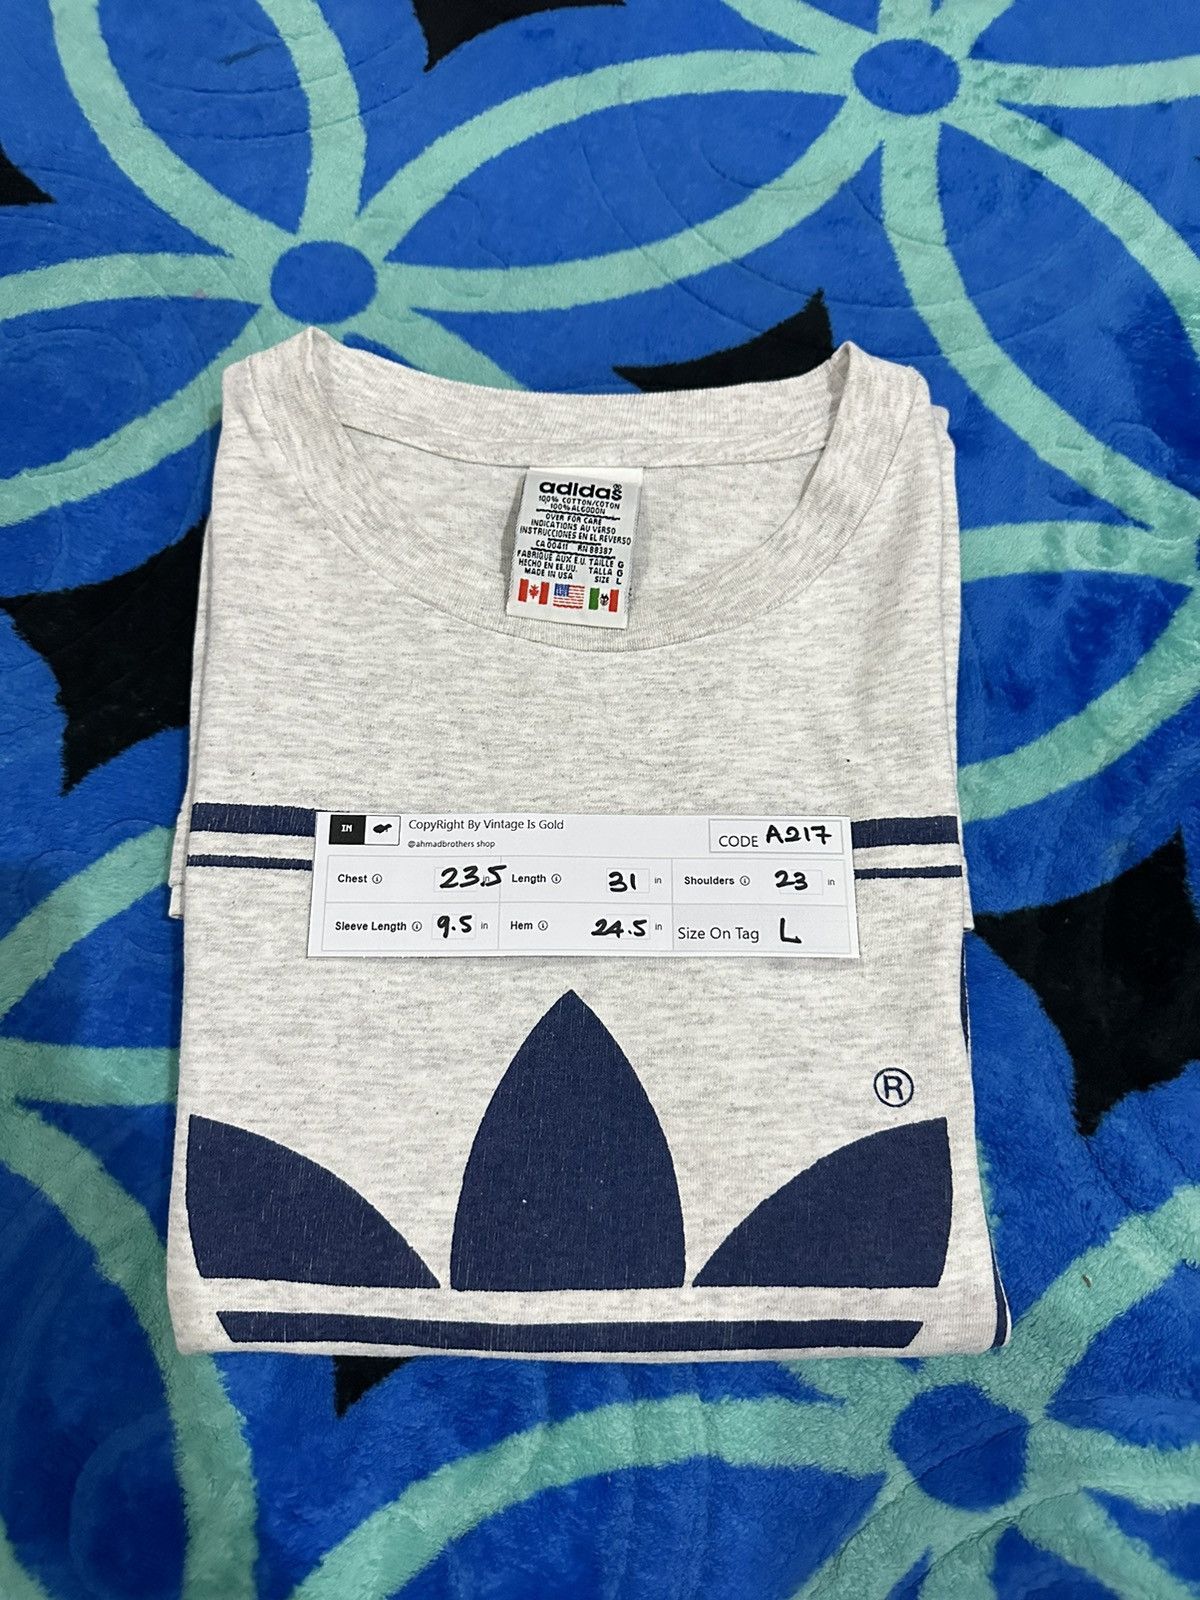 adidas®
100% COTTON/COTON
100% ALGODON
OVER FOR CARE
INDICATIONS AU VERSO
INSTRUCCIONES EN EL REVERSO
CA 00411 RN 88387
FABRIQUE AUX E.U. TAILLE G
HECHO EN EE.UU. TALLA G
MADE IN USA SIZE L
IM
CopyRight By Vintage Is Gold
@ahmadbrothers shop
CODE A217
Chest 23.5 in Length 31 in Shoulders 23 in
Sleeve Length 9.5 in Hem 24.5 in Size On Tag L
®